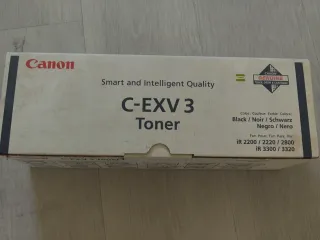 Canon
Smart and Intelligent Quality
C-EXV 3
Toner
GENUINE
Black / Noir / Schwarz
Negro / Nero
iR 2200 / 2220 / 2800
iR 3300 / 3320